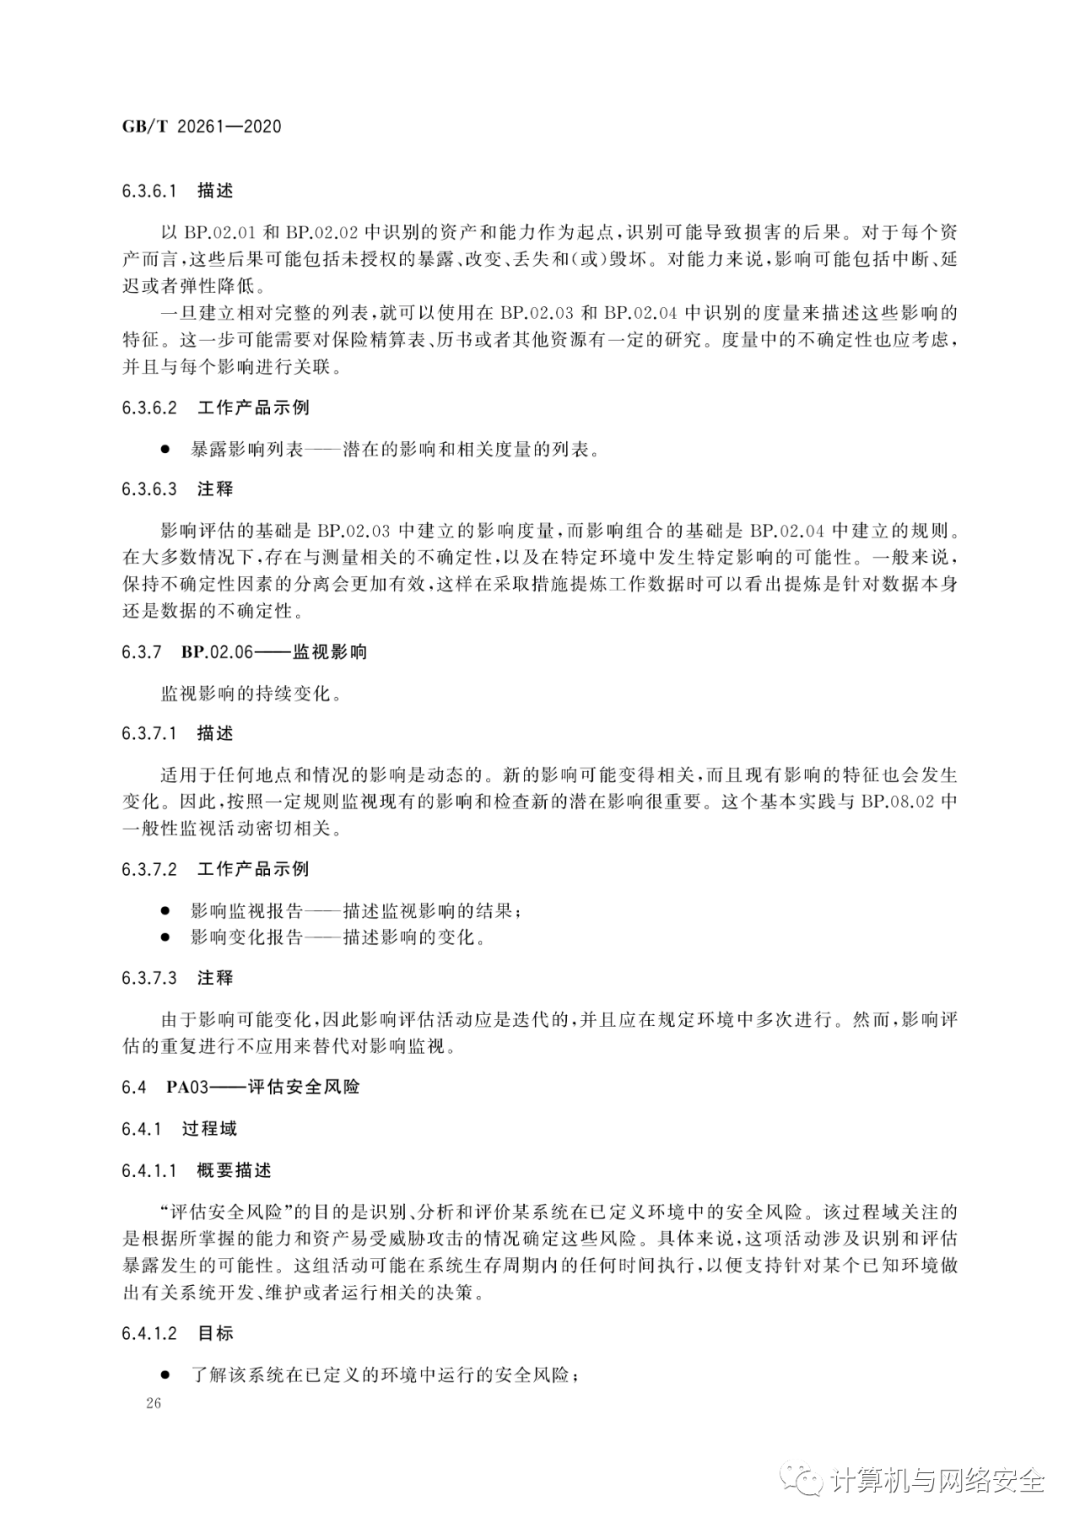 GB/T 20261—2020
6.3.6.1 描述
以 BP.02.01 和 BP.02.02 中识别的资产和能力作为起点,识别可能导致损害的后果。对于每个资
产而言,这些后果可能包括未授权的暴露、改变、丢失和(或)毁坏。对能力来说,影响可能包括中断、延
迟或者弹性降低。
一旦建立相对完整的列表,就可以使用在 BP.02.03 和 BP.02.04 中识别的度量来描述这些影响的
特征。这一步可能需要对保险精算表、历书或者其他资源有一定的研究。度量中的不确定性也应考虑,
并且与每个影响进行关联。
6.3.6.2 工作产品示例
● 暴露影响列表——潜在的影响和相关度量的列表。
6.3.6.3 注释
影响评估的基础是 BP.02.03 中建立的影响度量,而影响组合的基础是 BP.02.04 中建立的规则。
在大多数情况下,存在与测量相关的不确定性,以及在特定环境中发生特定影响的可能性。一般来说,
保持不确定性因素的分离会更加有效,这样在采取措施提炼工作数据时可以看出提炼是针对数据本身
还是数据的不确定性。
6.3.7 BP.02.06——监视影响
监视影响的持续变化。
6.3.7.1 描述
适用于任何地点和情况的影响是动态的。新的影响可能变得相关,而且现有影响的特征也会发生
变化。因此,按照一定规则监视现有的影响和检查新的潜在影响很重要。这个基本实践与 BP.08.02 中
一般性监视活动密切相关。
6.3.7.2 工作产品示例
● 影响监视报告——描述监视影响的结果;
● 影响变化报告——描述影响的变化。
6.3.7.3 注释
由于影响可能变化,因此影响评估活动应是迭代的,并且应在规定环境中多次进行。然而,影响评
估的重复进行不应用来替代对影响监视。
6.4 PA03——评估安全风险
6.4.1 过程域
6.4.1.1 概要描述
“评估安全风险”的目的是识别、分析和评价某系统在已定义环境中的安全风险。该过程域关注的
是根据所掌握的能力和资产易受威胁攻击的情况确定这些风险。具体来说,这项活动涉及识别和评估
暴露发生的可能性。这组活动可能在系统生存周期内的任何时间执行,以便支持针对某个已知环境做
出有关系统开发、维护或者运行相关的决策。
6.4.1.2 目标
● 了解该系统在已定义的环境中运行的安全风险;
26
计算机与网络安全